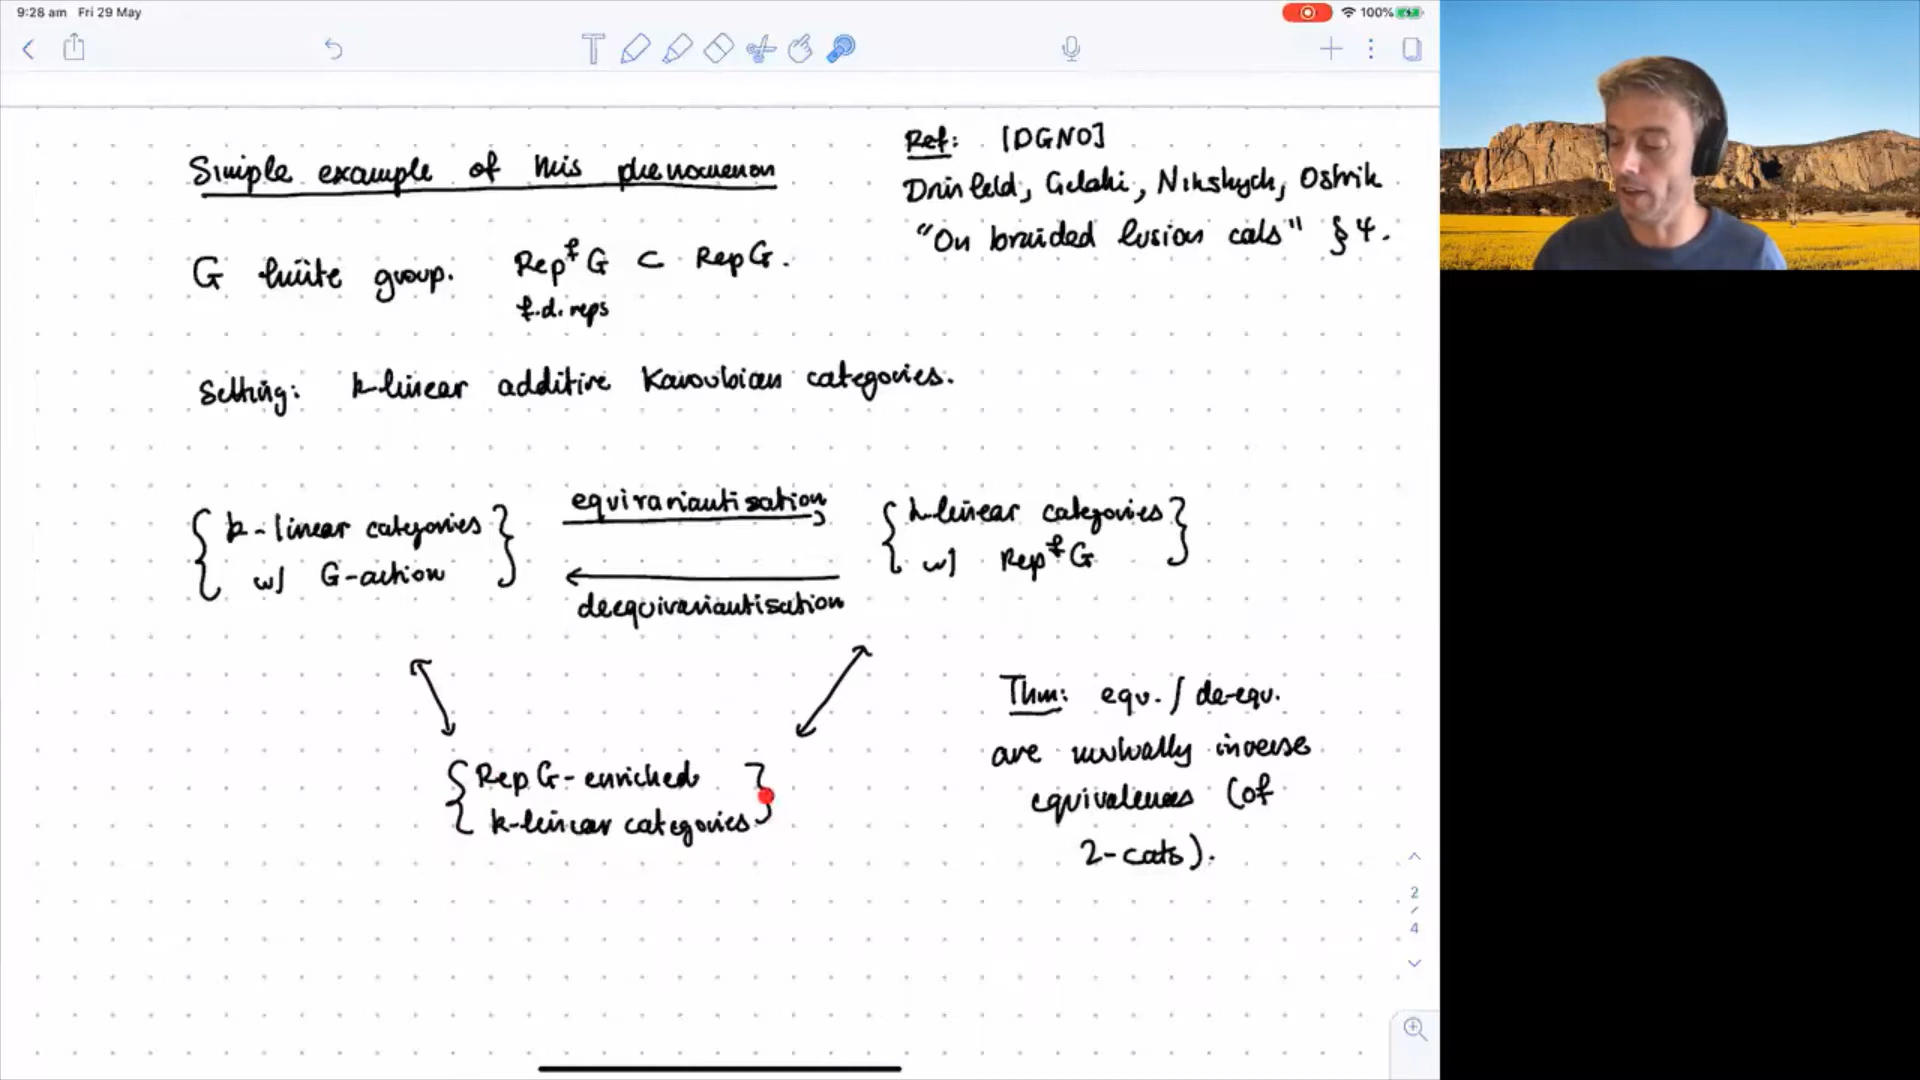 9:28 am Fri 29 May
100%
Simple example of this phenomenon
Ref: [DGNO]
Drinfeld, Gelaki, Nikshych, Ostrik
"On braided fusion cats" §4.
G finite group. Rep^f G ⊂ Rep G.
f.d. reps
Setting: k-linear additive Karoubian categories.
{ k-linear categories w/ G-action }
equivariantisation
deequivariantisation
{ k-linear categories w/ Rep^f G }
{ Rep G-enriched k-linear categories }
Thm: equ. / de-equ.
are mutually inverse
equivalences (of
2-cats).
2
/
4